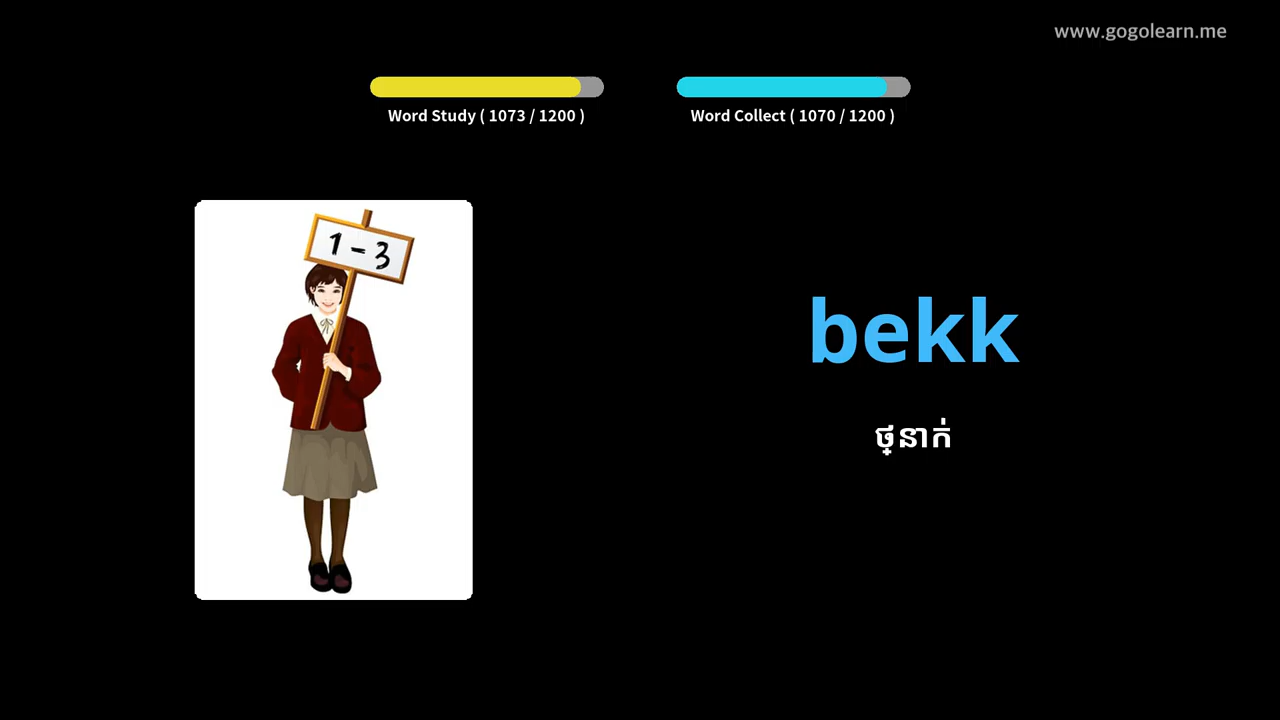 www.gogolearn.me
Word Study ( 1073 / 1200 )
Word Collect ( 1070 / 1200 )
1 - 3
bekk
ថ្នាក់